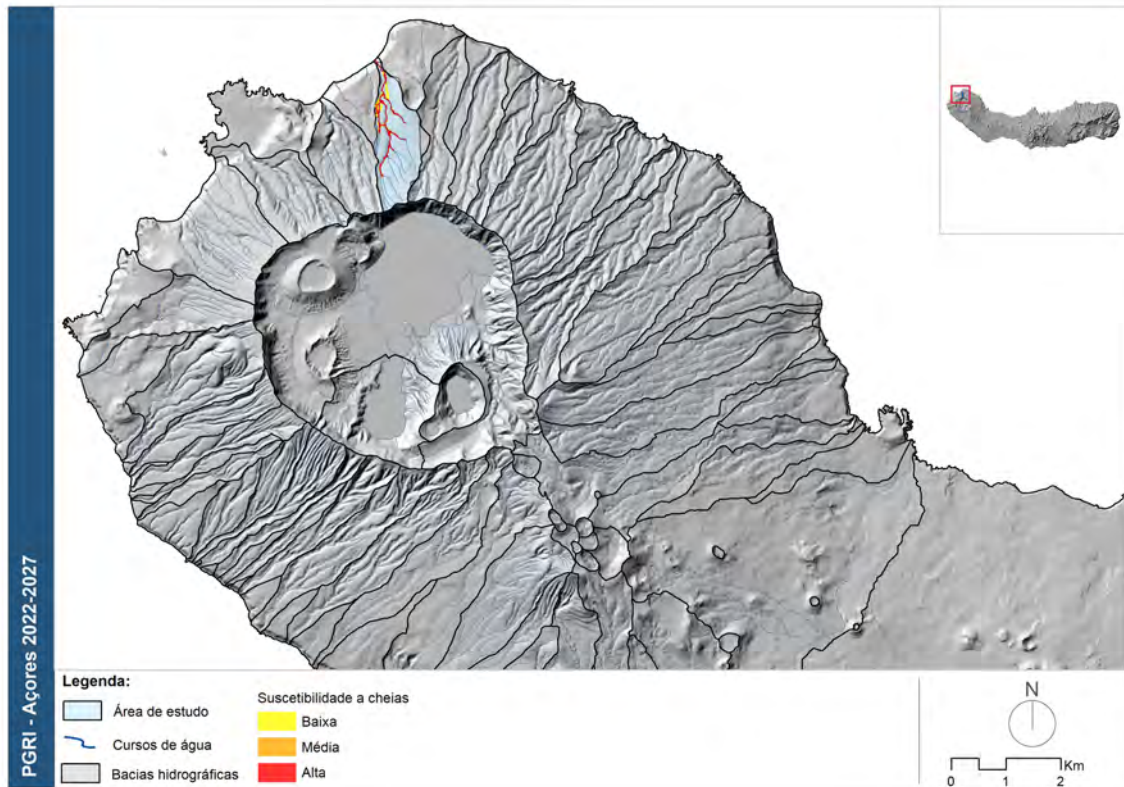 PGRI - Açores 2022-2027
Legenda:
Área de estudo
Cursos de água
Bacias hidrográficas
Suscetibilidade a cheias
Baixa
Média
Alta
N
Km
0 1 2